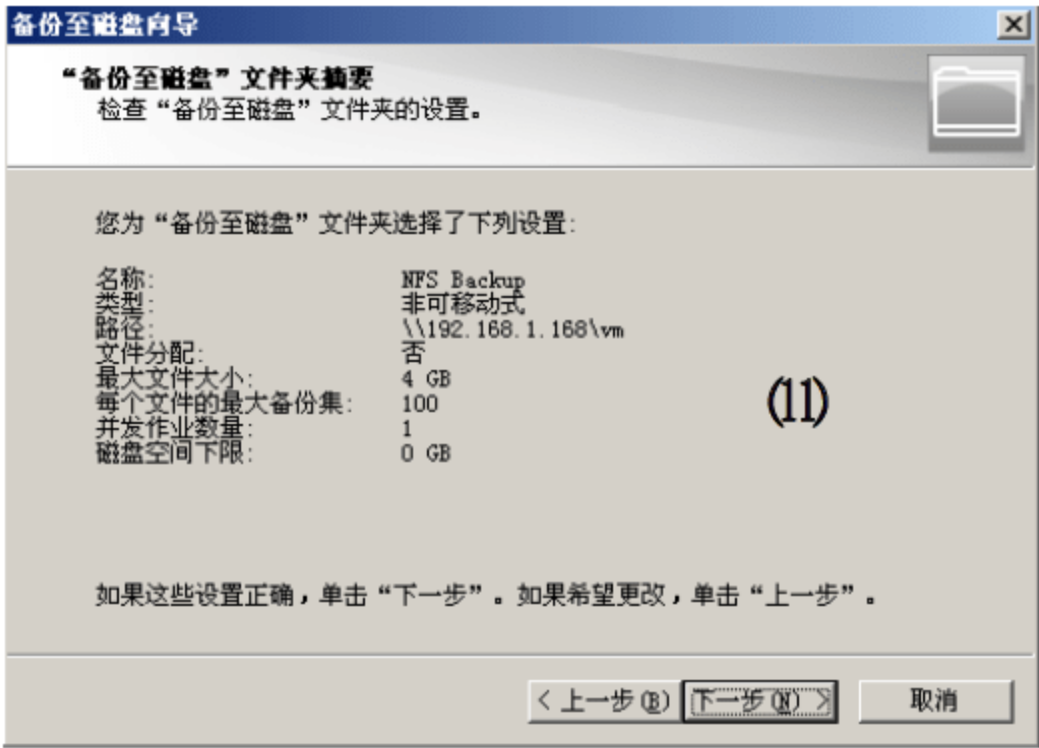 备份至磁盘向导
“备份至磁盘”文件夹摘要
检查“备份至磁盘”文件夹的设置。
您为“备份至磁盘”文件夹选择了下列设置:
名称: NFS Backup
类型: 非可移动式
路径: \\192.168.1.168\vm
文件分配: 否
最大文件大小: 4 GB
每个文件的最大备份集: 100
并发作业数量: 1
磁盘空间下限: 0 GB
(11)
如果这些设置正确，单击“下一步”。如果希望更改，单击“上一步”。
< 上一步(B) 下一步(N) > 取消